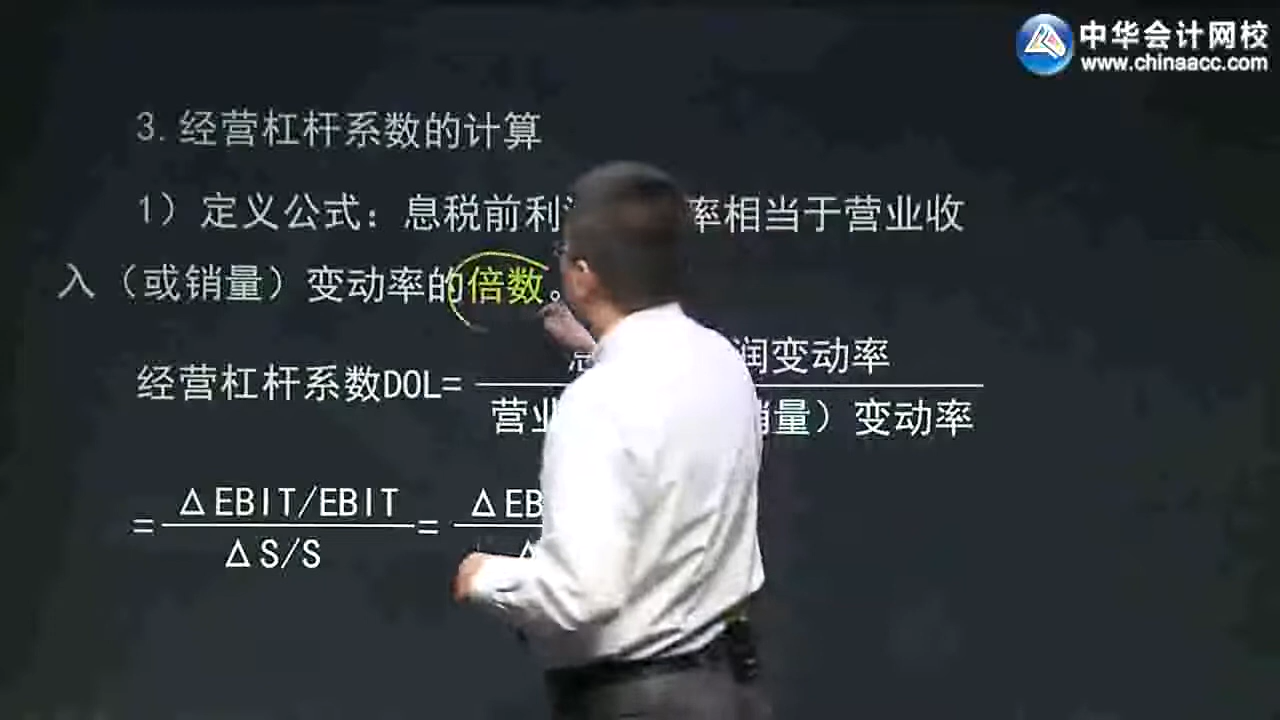 中华会计网校
www.chinaacc.com
3.经营杠杆系数的计算
1）定义公式：息税前利 率相当于营业收
入（或销量）变动率的倍数。
润变动率
经营杠杆系数DOL=
营业 量）变动率
ΔEBIT/EBIT ΔEB
= =
ΔS/S Δ